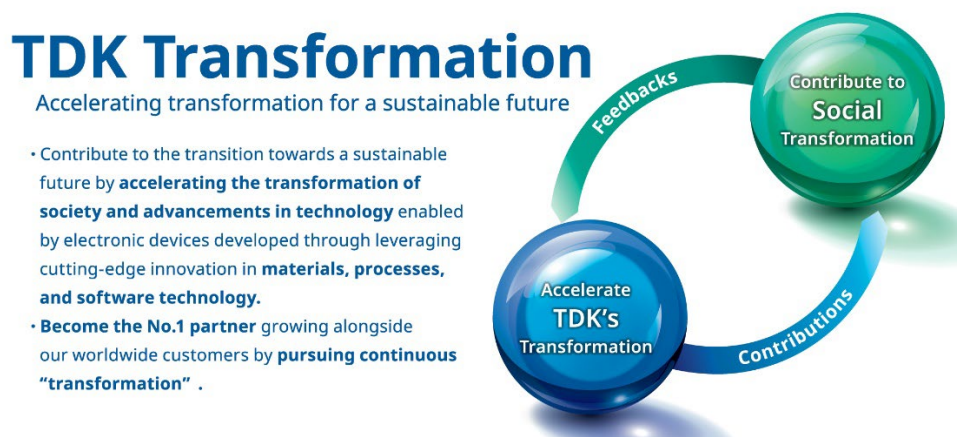 TDK Transformation
Accelerating transformation for a sustainable future
・Contribute to the transition towards a sustainable
future by accelerating the transformation of
society and advancements in technology enabled
by electronic devices developed through leveraging
cutting-edge innovation in materials, processes,
and software technology.
・Become the No.1 partner growing alongside
our worldwide customers by pursuing continuous
“transformation” .
Feedbacks
Contribute to
Social
Transformation
Accelerate
TDK's
Transformation
Contributions